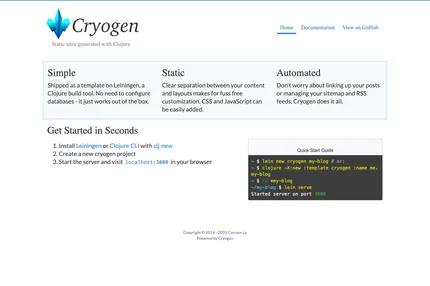 Cryogen
Static sites generated with Clojure
Home Documentation View on GitHub
Simple
Shipped as a template on Leiningen, a
Clojure build tool. No need to configure
databases - it just works out of the box.
Static
Clear separation between your content
and layouts makes for fuss free
customization. CSS and JavaScript can
be easily added.
Automated
Don't worry about linking up your posts
or managing your sitemap and RSS
feeds, Cryogen does it all.
Get Started in Seconds
1. Install Leiningen or Clojure CLI with clj-new
2. Create a new cryogen project
3. Start the server and visit localhost:3000 in your browser
Quick Start Guide
~ $ lein new cryogen my-blog # or:
~ $ clojure -X:new :template cryogen :name me.
my-blog
~ $ cd my-blog
~/my-blog $ lein serve
Started server on port 3000
Copyright © 2014 - 2023 Carmen La
Powered by Cryogen